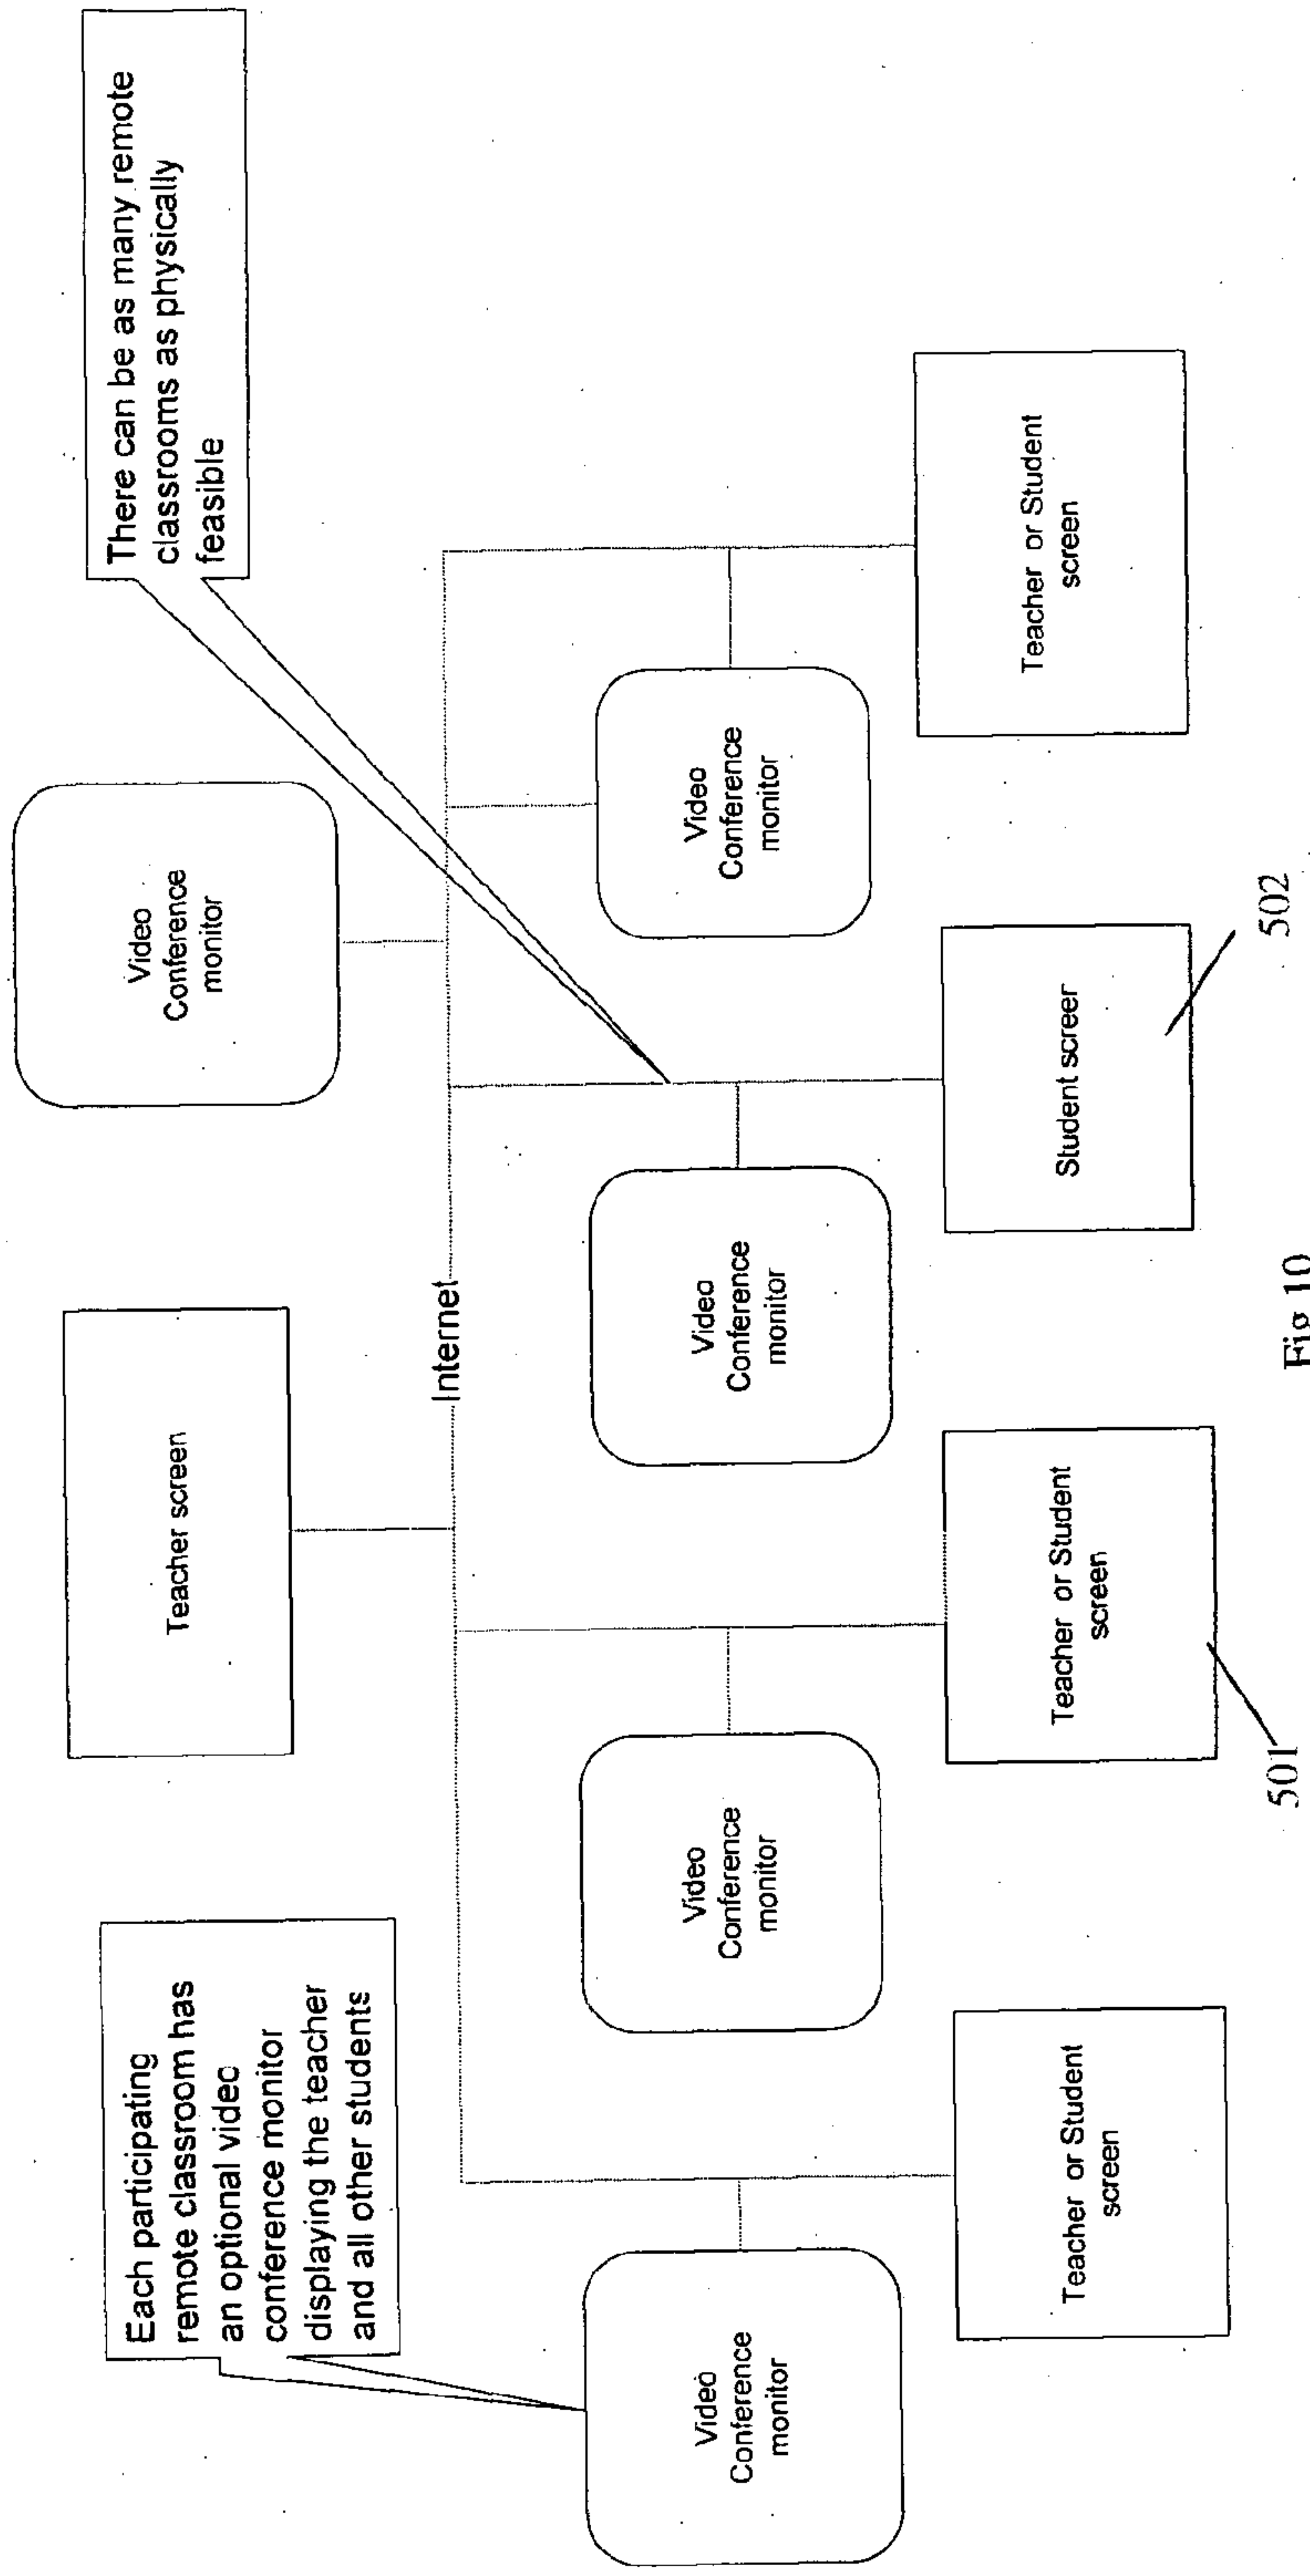 Each participating
remote classroom has
an optional video
conference monitor
displaying the teacher
and all other students
Teacher screen
Video
Conference
monitor
There can be as many remote
classrooms as physically
feasible
Internet
Video
Conference
monitor
Video
Conference
monitor
Video
Conference
monitor
Video
Conference
monitor
Teacher or Student
screen
Teacher or Student
screen
Student screer
Teacher or Student
screen
501
502
Fig 10